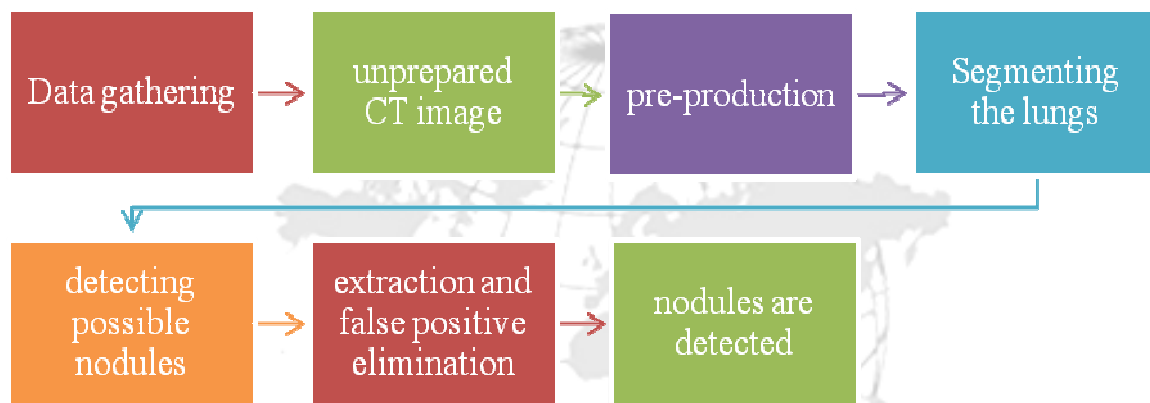 Data gathering
unprepared
CT image
pre-production
Segmenting
the lungs
detecting
possible
nodules
extraction and
false positive
elimination
nodules are
detected